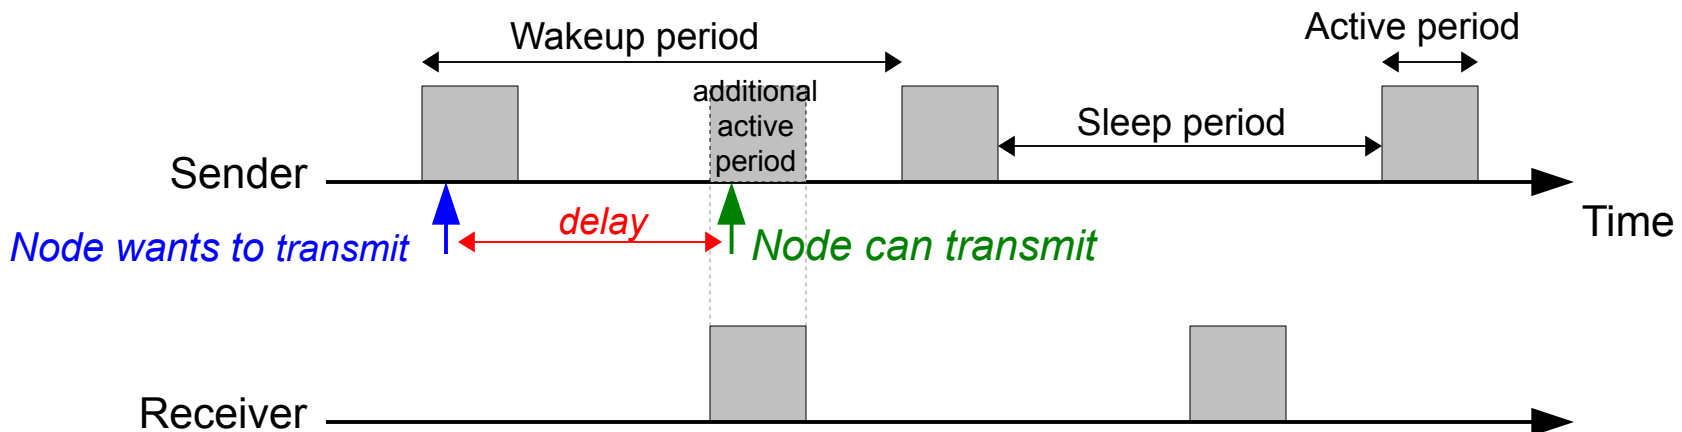 Wakeup period
Active period
additional
active
period
Sleep period
Sender
Time
Node wants to transmit
delay
Node can transmit
Receiver